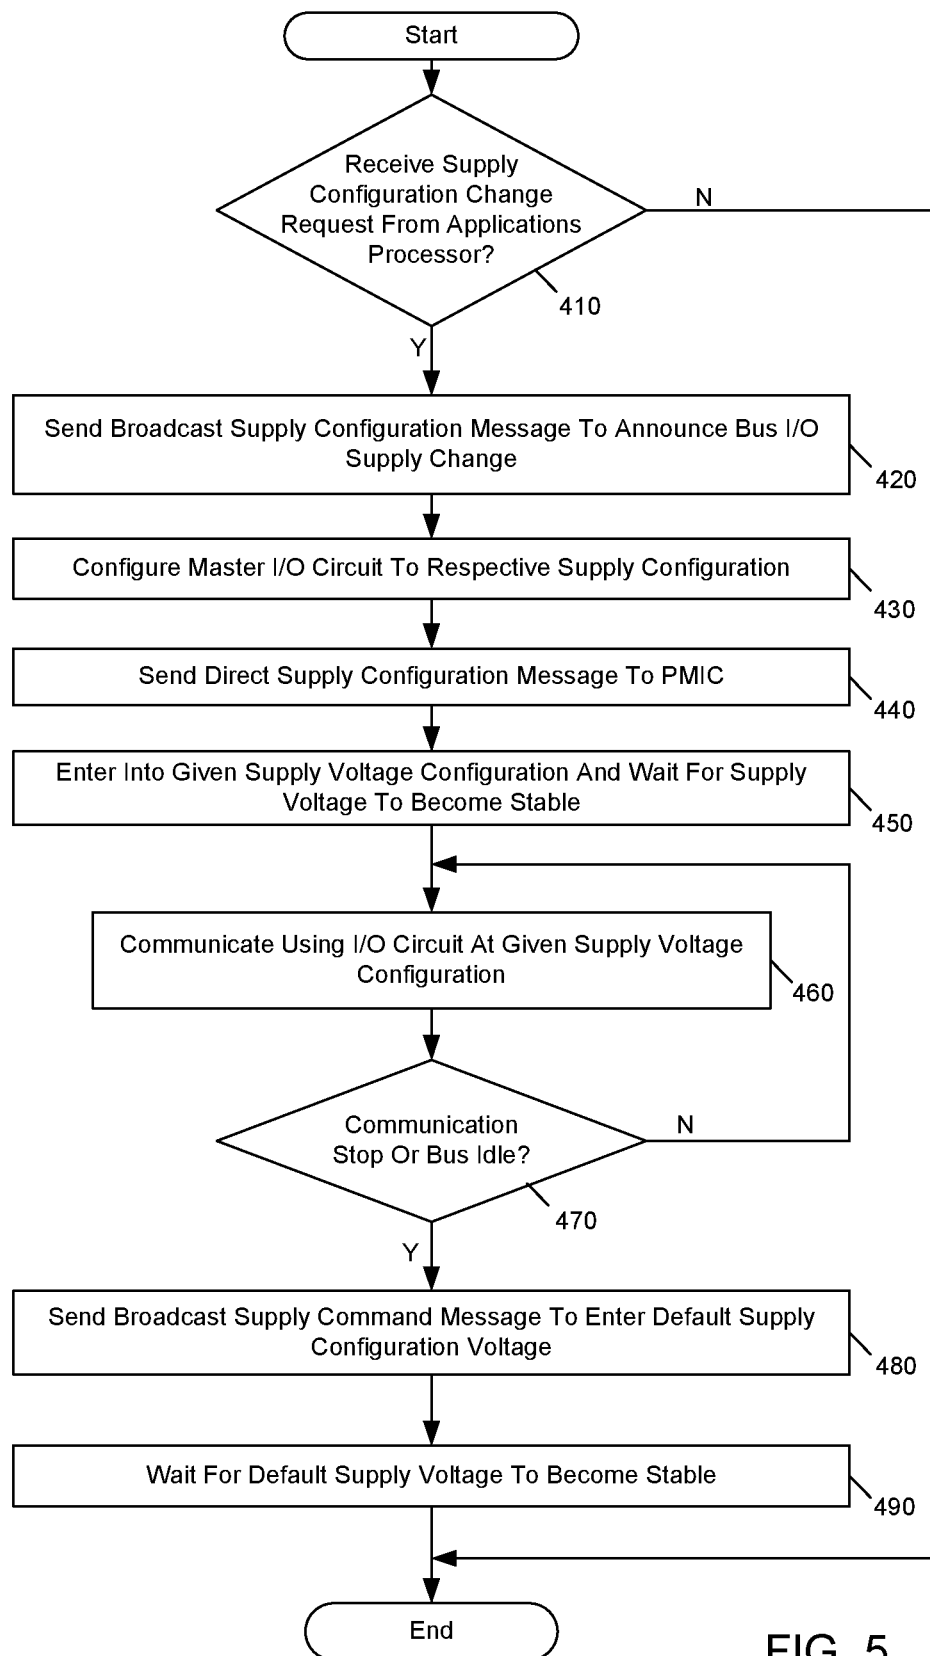 Start
Receive Supply
Configuration Change
Request From Applications
Processor?
N
410
Y
Send Broadcast Supply Configuration Message To Announce Bus I/O
Supply Change
420
Configure Master I/O Circuit To Respective Supply Configuration
430
Send Direct Supply Configuration Message To PMIC
440
Enter Into Given Supply Voltage Configuration And Wait For Supply
Voltage To Become Stable
450
Communicate Using I/O Circuit At Given Supply Voltage
Configuration
460
Communication
Stop Or Bus Idle?
N
470
Y
Send Broadcast Supply Command Message To Enter Default Supply
Configuration Voltage
480
Wait For Default Supply Voltage To Become Stable
490
End
FIG. 5